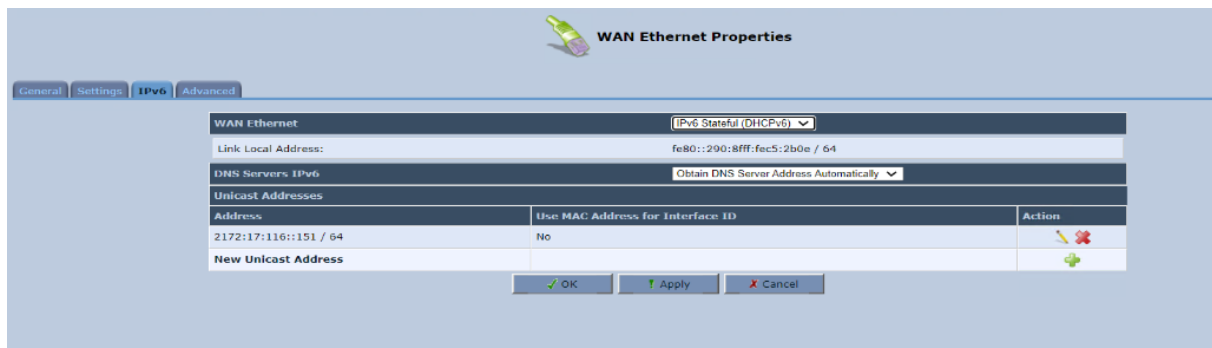 WAN Ethernet Properties
General Settings IPv6 Advanced
WAN Ethernet IPv6 Stateful (DHCPv6)
Link Local Address: fe80::290:8fff:fec5:2b0e / 64
DNS Servers IPv6 Obtain DNS Server Address Automatically
Unicast Addresses
Address Use MAC Address for Interface ID Action
2172:17:116::151 / 64 No
New Unicast Address
OK Apply Cancel